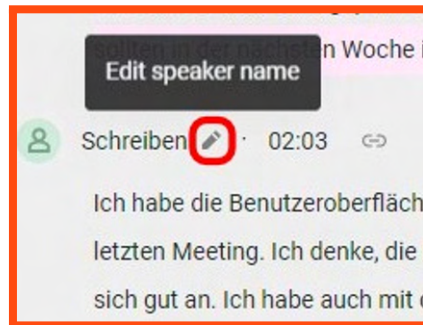 sollten in der nächsten Woche i
Edit speaker name
Schreiben · 02:03
Ich habe die Benutzeroberfläch
letzten Meeting. Ich denke, die
sich gut an. Ich habe auch mit